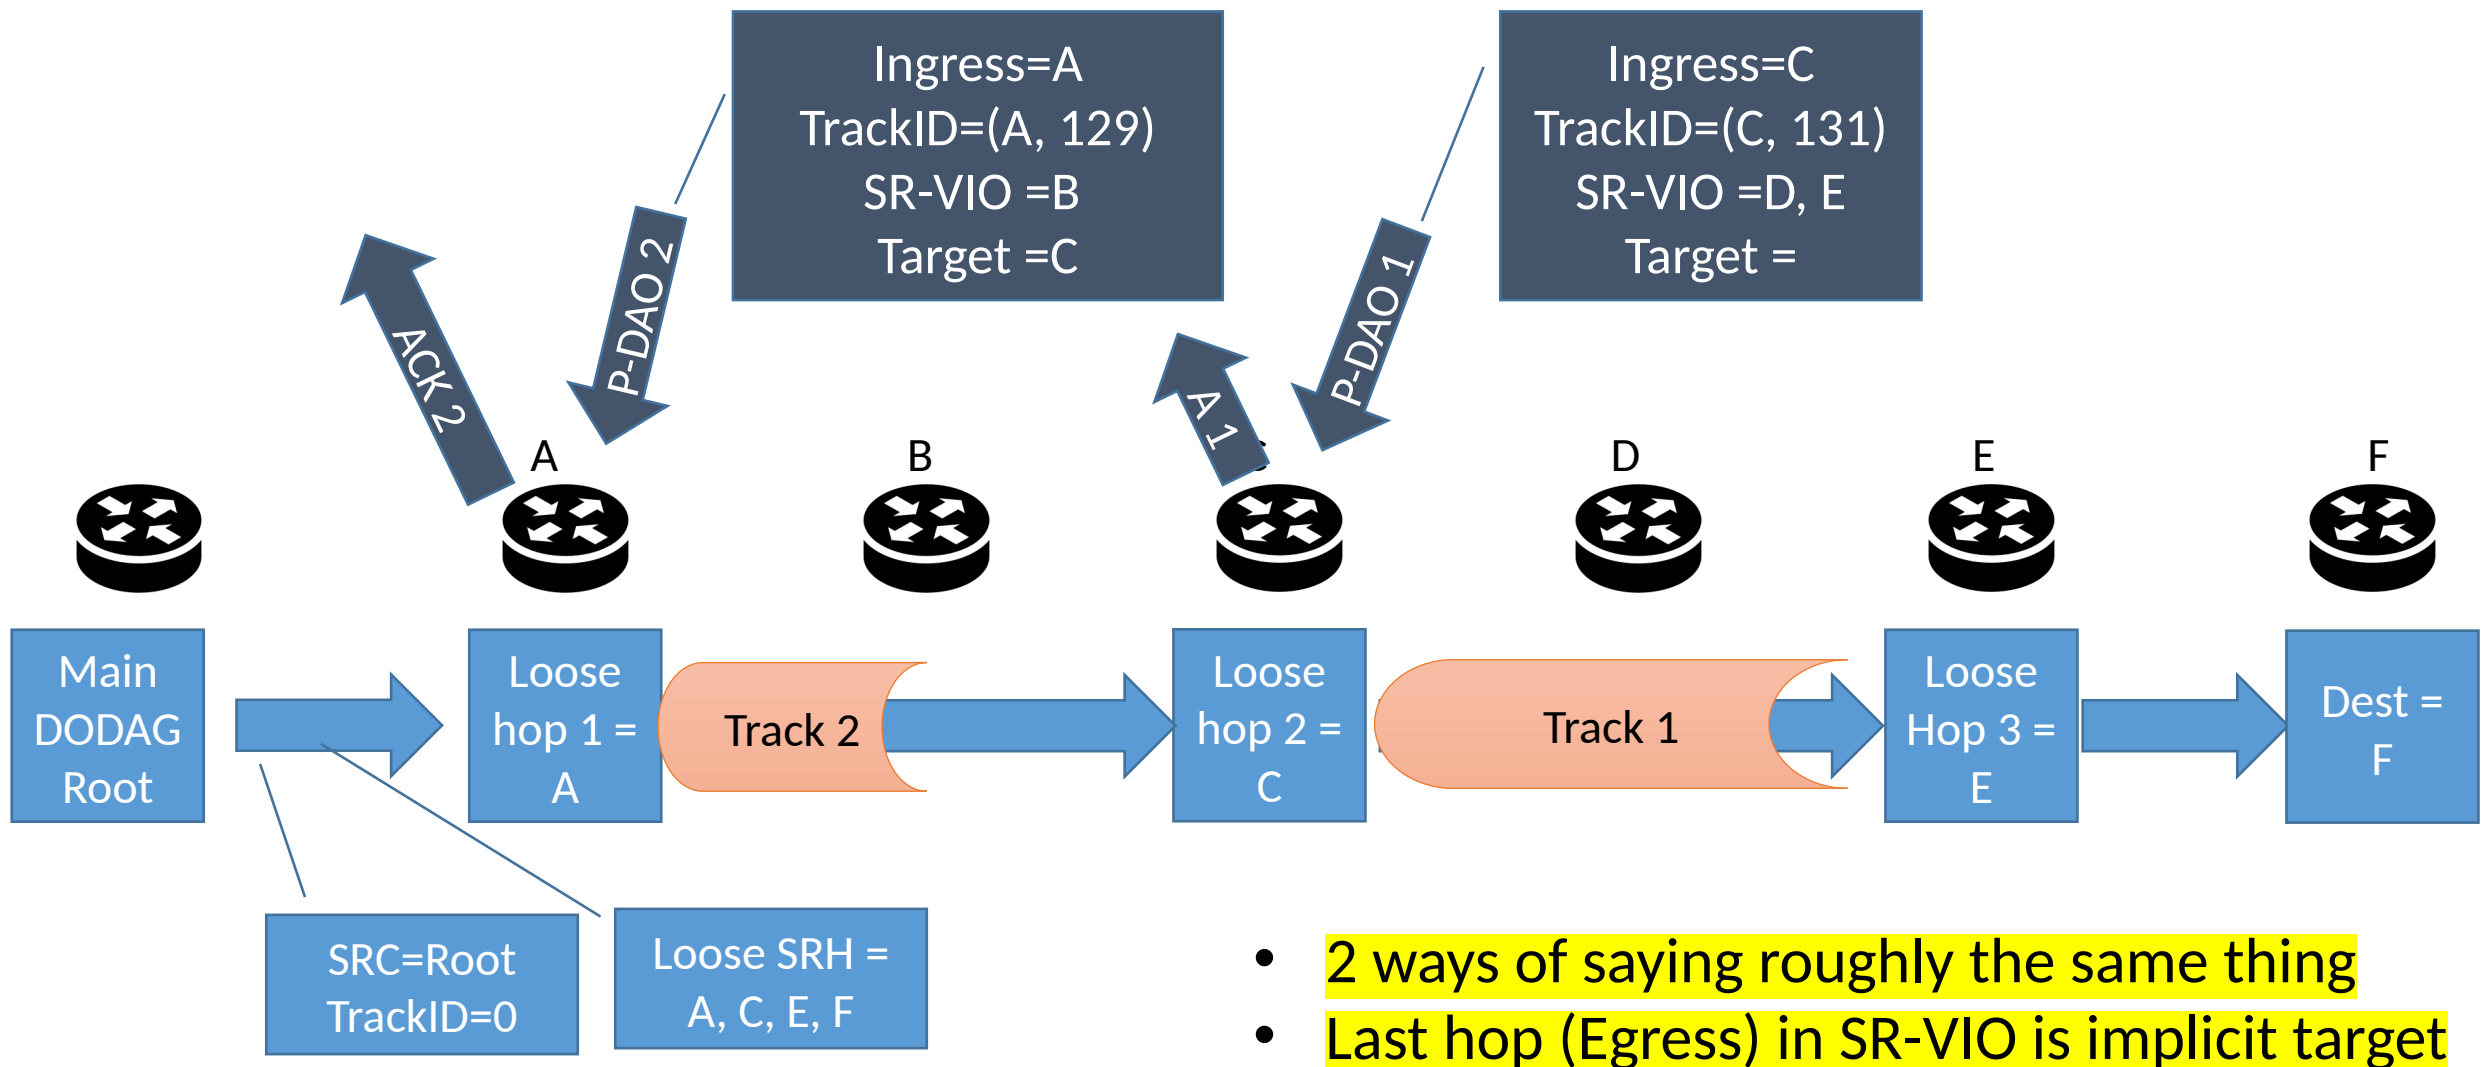 Ingress=A
TrackID=(A, 129)
SR-VIO =B
Target =C
Ingress=C
TrackID=(C, 131)
SR-VIO =D, E
Target =
ACK 2
P-DAO 2
A 1
P-DAO 1
A
B
D
E
F
Main
DODAG
Root
Loose
hop 1 =
A
Track 2
Loose
hop 2 =
C
Track 1
Loose
Hop 3 =
E
Dest =
F
SRC=Root
TrackID=0
Loose SRH =
A, C, E, F
• 2 ways of saying roughly the same thing
• Last hop (Egress) in SR-VIO is implicit target